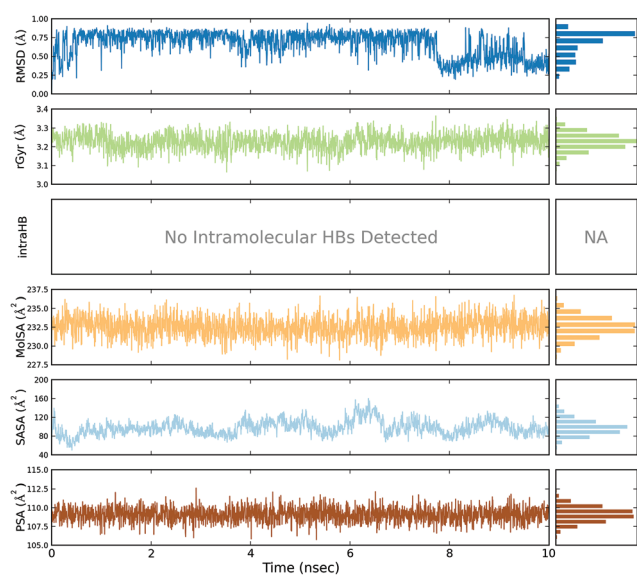 1.00
0.75
0.50
0.25
0.00
RMSD (Å)
3.4
3.3
3.2
3.1
3.0
rGyr (Å)
intraHB
No Intramolecular HBs Detected
NA
237.5
235.0
232.5
230.0
227.5
MolSA (Å²)
200
160
120
80
40
SASA (Å²)
115.0
112.5
110.0
107.5
105.0
PSA (Å²)
0 2 4 6 8 10
Time (nsec)